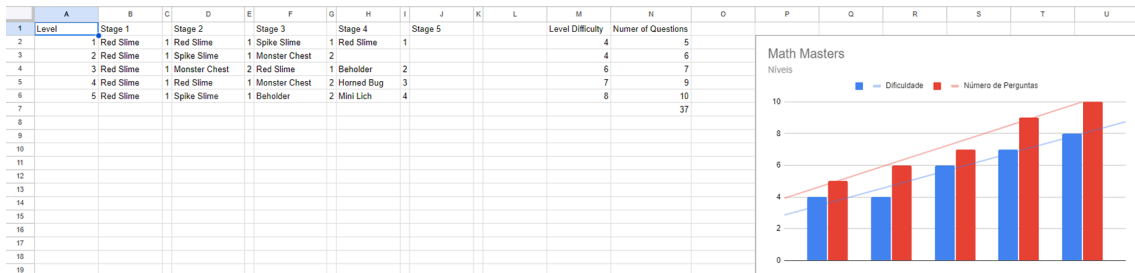 A B C D E F G H I J K L M N O P Q R S T U
1 Level Stage 1 Stage 2 Stage 3 Stage 4 Stage 5 Level Difficulty Numer of Questions
2 1 Red Slime 1 Red Slime 1 Spike Slime 1 Red Slime 1 4 5
3 2 Red Slime 1 Spike Slime 1 Monster Chest 2 4 6
4 3 Red Slime 1 Monster Chest 2 Red Slime 1 Beholder 2 6 7
5 4 Red Slime 1 Red Slime 1 Monster Chest 2 Horned Bug 3 7 9
6 5 Red Slime 1 Spike Slime 1 Beholder 2 Mini Lich 4 8 10
7 37
8
9
10
11
12
13
14
15
16
17
18
19
Math Masters
Níveis
Dificuldade Número de Perguntas
10
8
6
4
2
0